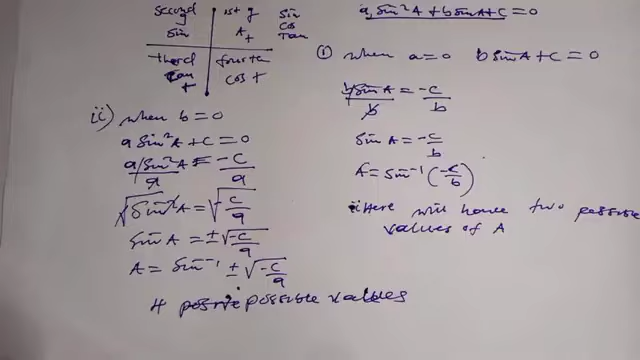 second | 1st q Sin
Sin | A+ Cos
Tan
third | fourth
Tan + | Cos +
a sin²A + b sin A + C = 0
(i) when a=0 b sin A + C = 0
b sin A / b = -C/b
Sin A = -C/b
A = Sin⁻¹(-C/b)
Here will have two possible
values of A
ii) when b = 0
a sin²A + C = 0
a sin²A / a = -C/a
√Sin²A = √-C/a
Sin A = ±√-C/a
A = Sin⁻¹ ±√-C/a
4 possible values